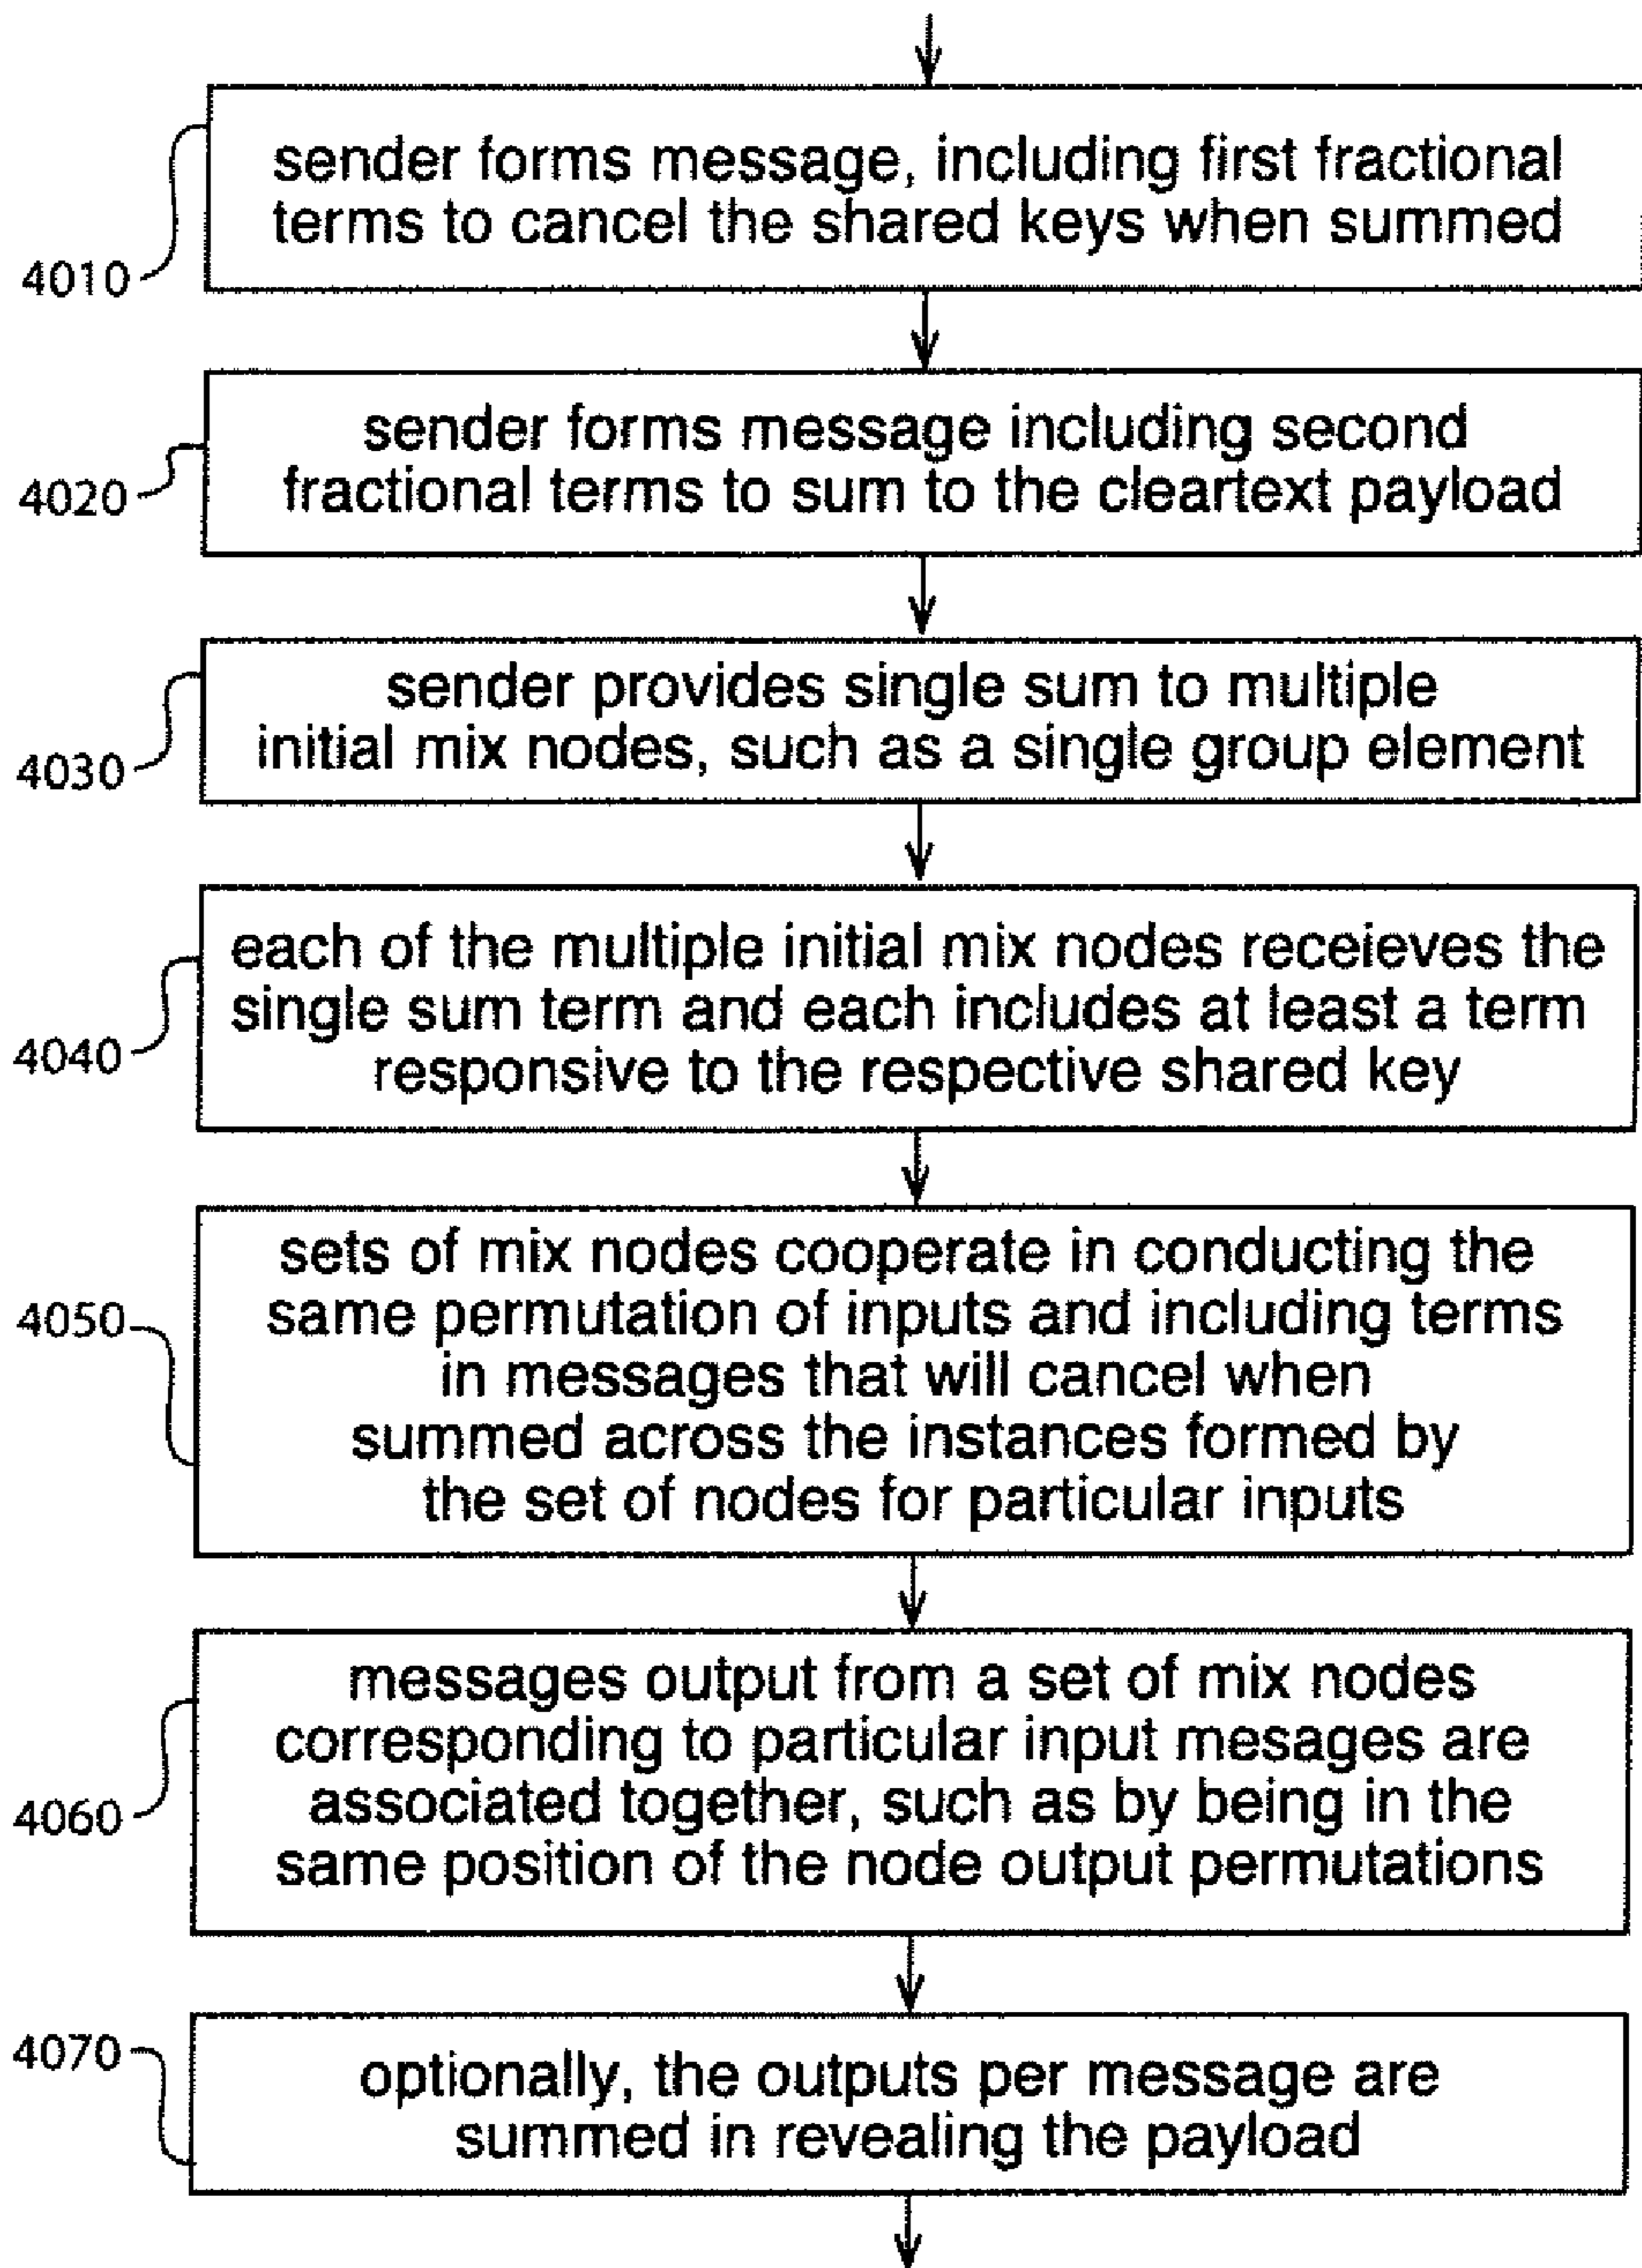 sender forms message, including first fractional
terms to cancel the shared keys when summed
4010
sender forms message including second
fractional terms to sum to the cleartext payload
4020
sender provides single sum to multiple
initial mix nodes, such as a single group element
4030
each of the multiple initial mix nodes receieves the
single sum term and each includes at least a term
responsive to the respective shared key
4040
sets of mix nodes cooperate in conducting the
same permutation of inputs and including terms
in messages that will cancel when
summed across the instances formed by
the set of nodes for particular inputs
4050
messages output from a set of mix nodes
corresponding to particular input mesages are
associated together, such as by being in the
same position of the node output permutations
4060
optionally, the outputs per message are
summed in revealing the payload
4070